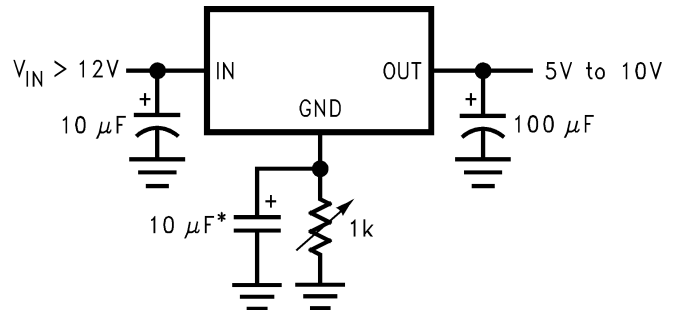 V_IN > 12V
IN
OUT
5V to 10V
GND
+
10 μF
+
100 μF
+
10 μF*
1k